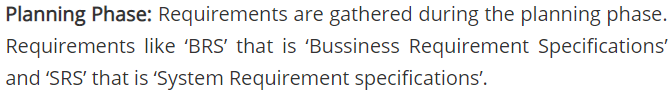 Planning Phase: Requirements are gathered during the planning phase.
Requirements like ‘BRS’ that is ‘Bussiness Requirement Specifications’
and ‘SRS’ that is ‘System Requirement specifications’.